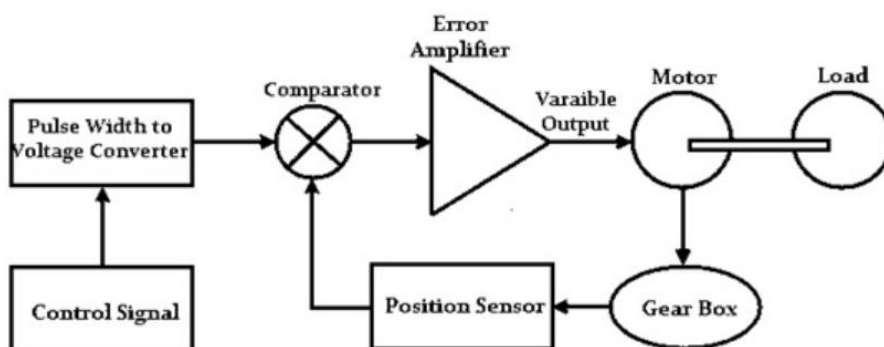 Error
Amplifier
Comparator
Motor
Load
Varaible
Output
Pulse Width to
Voltage Converter
Control Signal
Position Sensor
Gear Box